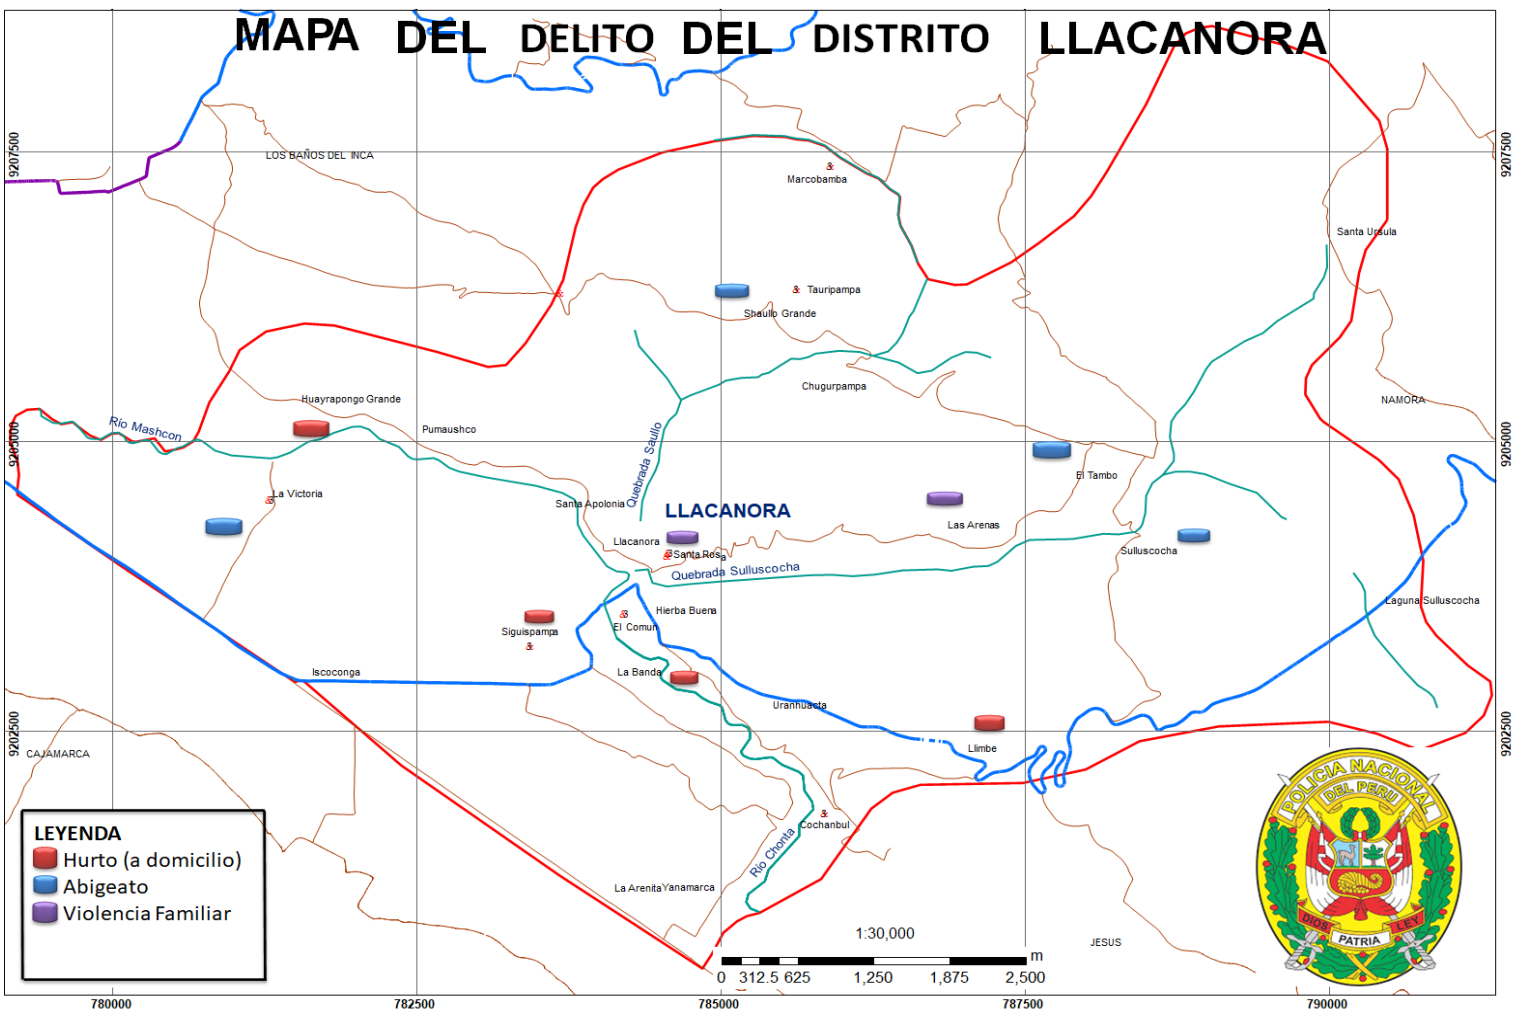 MAPA DEL DELITO DEL DISTRITO LLACANORA
9207500
9207500
LOS BAÑOS DEL INCA
Marcobamba
Santa Ursula
Tauripampa
Shaullo Grande
Chugurpampa
Huayrapongo Grande
NAMORA
Río Mashcon
Pumaushco
9205000
9205000
Quebrada Saullo
El Tambo
La Victoria
Santa Apolonia
LLACANORA
Las Arenas
Llacanora
Santa Rosa
Sulluscocha
Quebrada Sulluscocha
Laguna Sulluscocha
Hierba Buena
El Comun
Siguispampa
Iscoconga
La Banda
Urannuacta
9202500
9202500
Llimbe
CAJAMARCA
Cochanbul
Río Chonta
La Arenita
Yanamarca
JESUS
LEYENDA
Hurto (a domicilio)
Abigeato
Violencia Familiar
1:30,000
m
0 312.5 625 1,250 1,875 2,500
POLICIA NACIONAL
DEL PERU
DIOS PATRIA LEY
780000 782500 785000 787500 790000